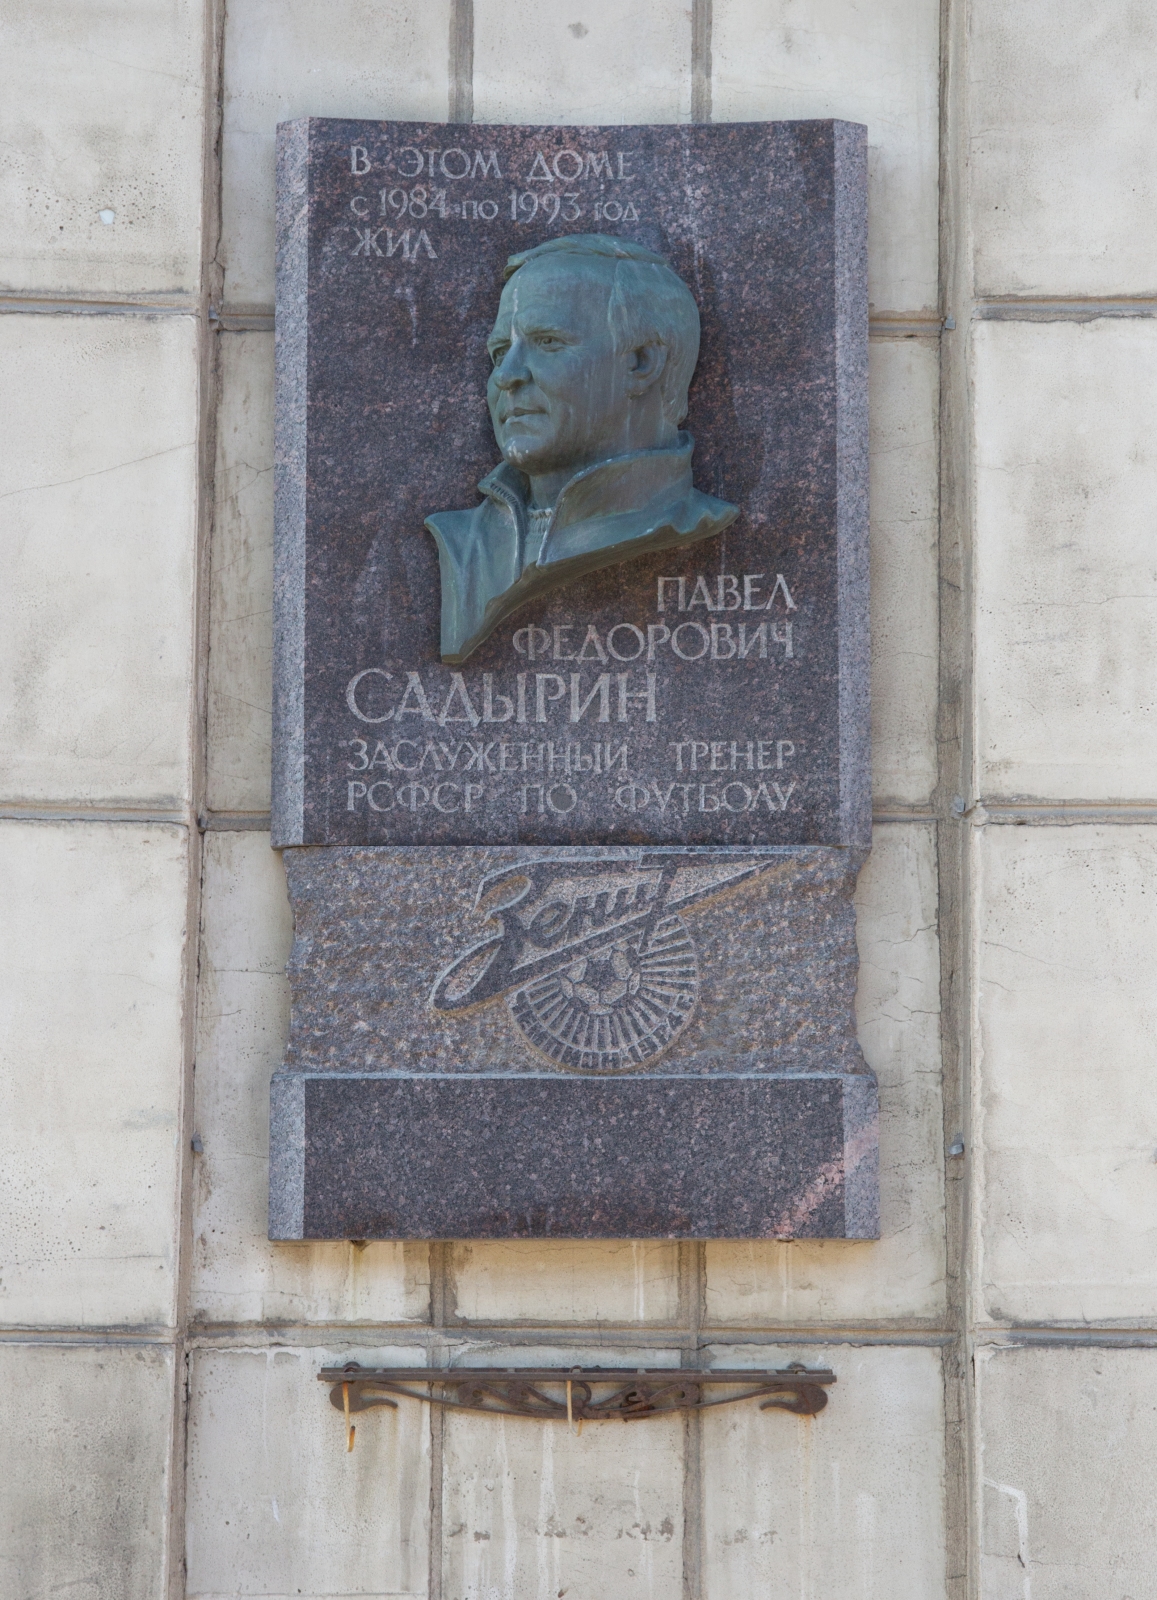 В ЭТОМ ДОМЕ
С 1984 ПО 1993 ГОД
ЖИЛ
ПАВЕЛ
ФЕДОРОВИЧ
САДЫРИН
ЗАСЛУЖЕННЫЙ ТРЕНЕР
РСФСР ПО ФУТБОЛУ
Зенит